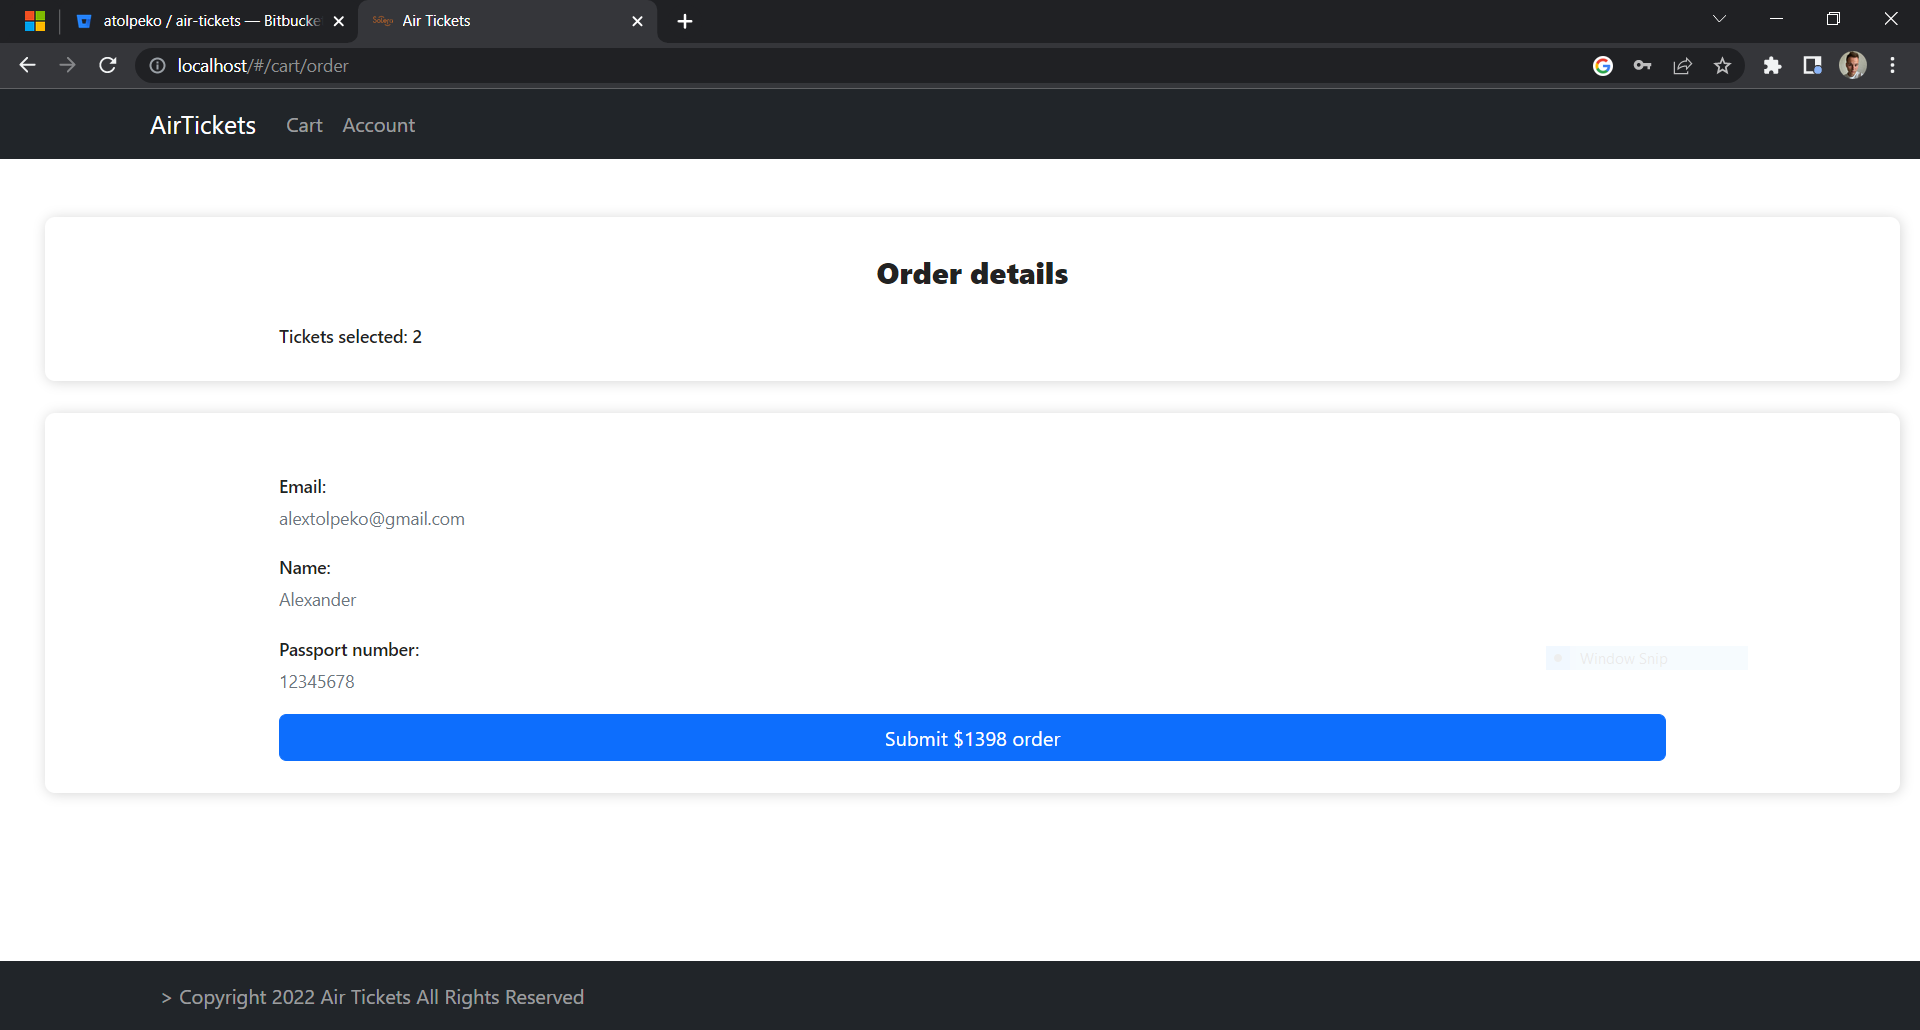 atolpeko / air-tickets — Bitbucke
Air Tickets
localhost/#/cart/order
AirTickets
Cart
Account
Order details
Tickets selected: 2
Email:
alextolpeko@gmail.com
Name:
Alexander
Passport number:
12345678
Window Snip
Submit $1398 order
> Copyright 2022 Air Tickets All Rights Reserved